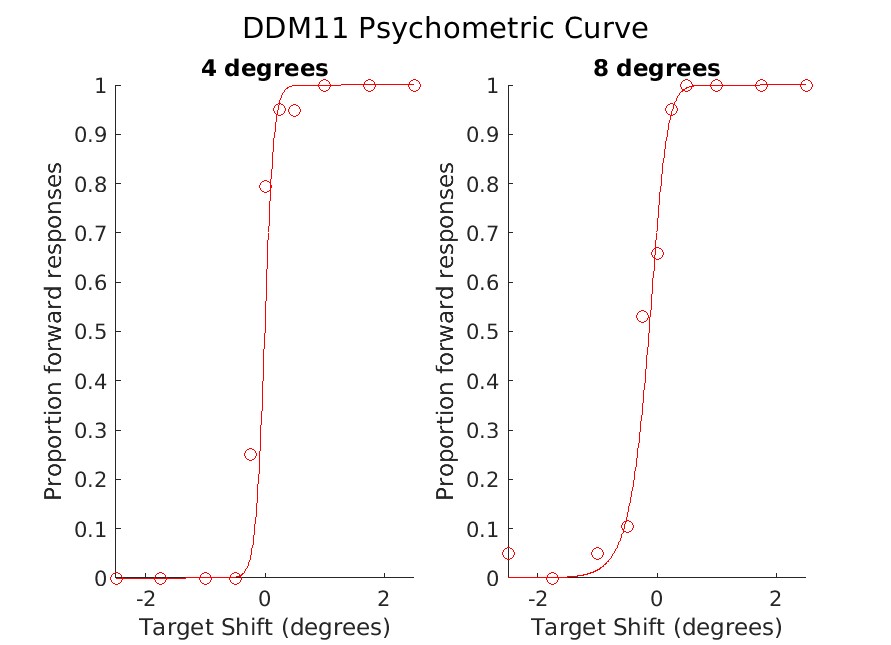 DDM11 Psychometric Curve
4 degrees
Proportion forward responses
1
0.9
0.8
0.7
0.6
0.5
0.4
0.3
0.2
0.1
0
-2 0 2
Target Shift (degrees)
8 degrees
Proportion forward responses
1
0.9
0.8
0.7
0.6
0.5
0.4
0.3
0.2
0.1
0
-2 0 2
Target Shift (degrees)